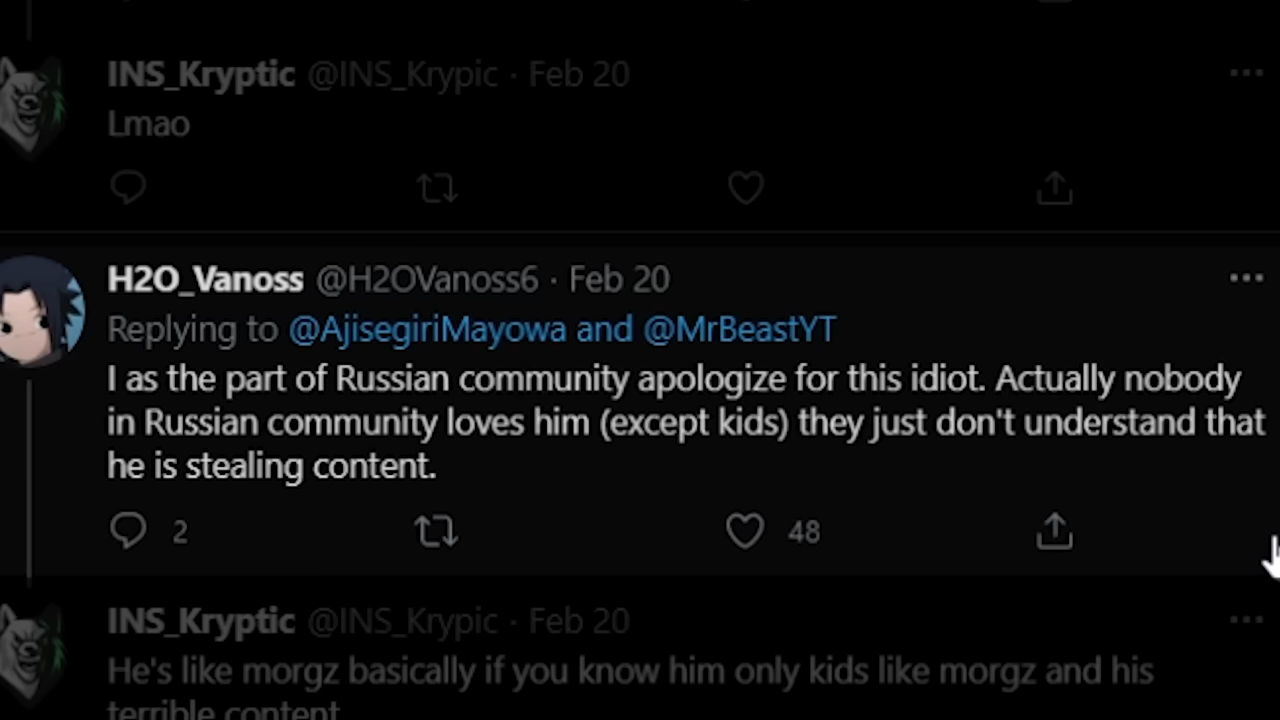 INS_Kryptic @INS_Krypic · Feb 20
Lmao
H2O_Vanoss @H2OVanoss6 · Feb 20
Replying to @AjisegiriMayowa and @MrBeastYT
I as the part of Russian community apologize for this idiot. Actually nobody
in Russian community loves him (except kids) they just don't understand that
he is stealing content.
2 48
INS_Kryptic @INS_Krypic · Feb 20
He's like morgz basically if you know him only kids like morgz and his
terrible content